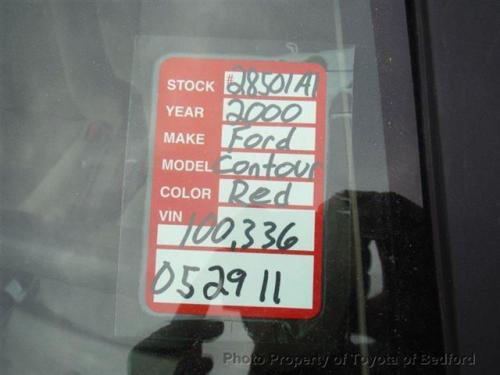 STOCK # 28501A1
YEAR 2000
MAKE Ford
MODEL Contour
COLOR Red
VIN
100,336
052911
Photo Property of Toyota of Bedford